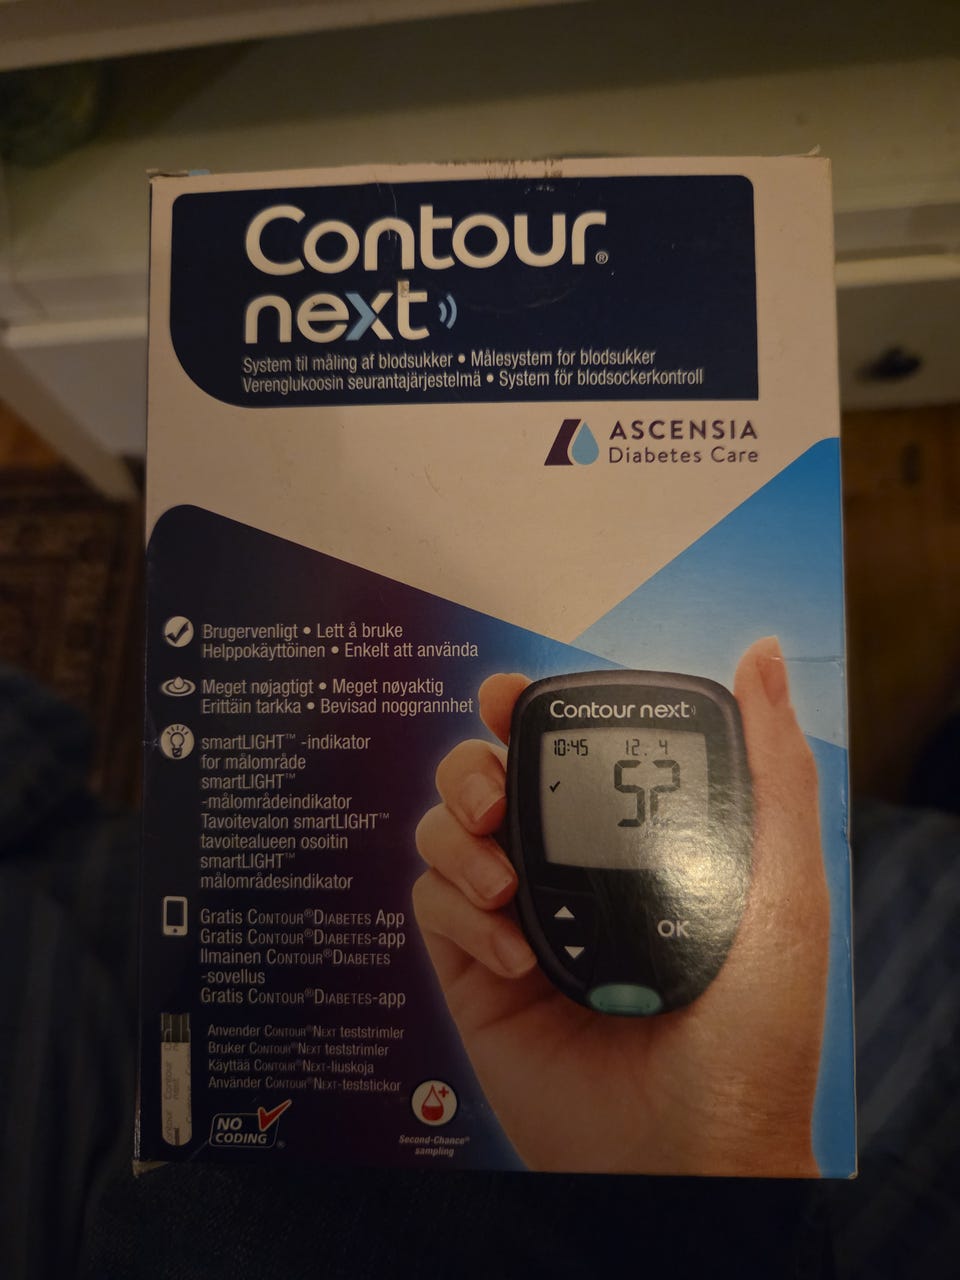 Contour®
next
System til måling af blodsukker • Målesystem for blodsukker
Verenglukoosin seurantajärjestelmä • System för blodsockerkontroll
ASCENSIA
Diabetes Care
Brugervenligt • Lett å bruke
Helppokäyttöinen • Enkelt att använda
Meget nøjagtigt • Meget nøyaktig
Erittäin tarkka • Bevisad noggrannhet
smartLIGHT™ -indikator
for målområde
smartLIGHT™
-målområdeindikator
Tavoitevalon smartLIGHT™
tavoitealueen osoitin
smartLIGHT™
målområdesindikator
Gratis CONTOUR®DIABETES App
Gratis CONTOUR®DIABETES-app
Ilmainen CONTOUR®DIABETES
-sovellus
Gratis CONTOUR®DIABETES-app
Anvender CONTOUR®NEXT teststrimler
Bruker CONTOUR®NEXT teststrimler
Käyttää CONTOUR®NEXT-liuskoja
Använder CONTOUR®NEXT-teststickor
NO
CODING®
Second-Chance®
sampling
Contour next
10:45 12. 4
✓ 52
OK
Contour
next